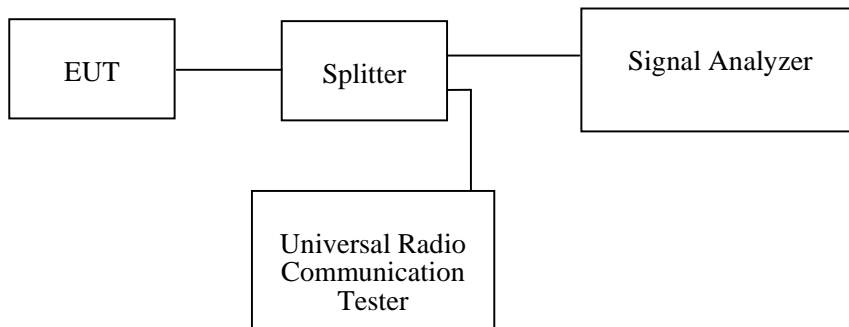 EUT
Splitter
Signal Analyzer
Universal Radio
Communication
Tester